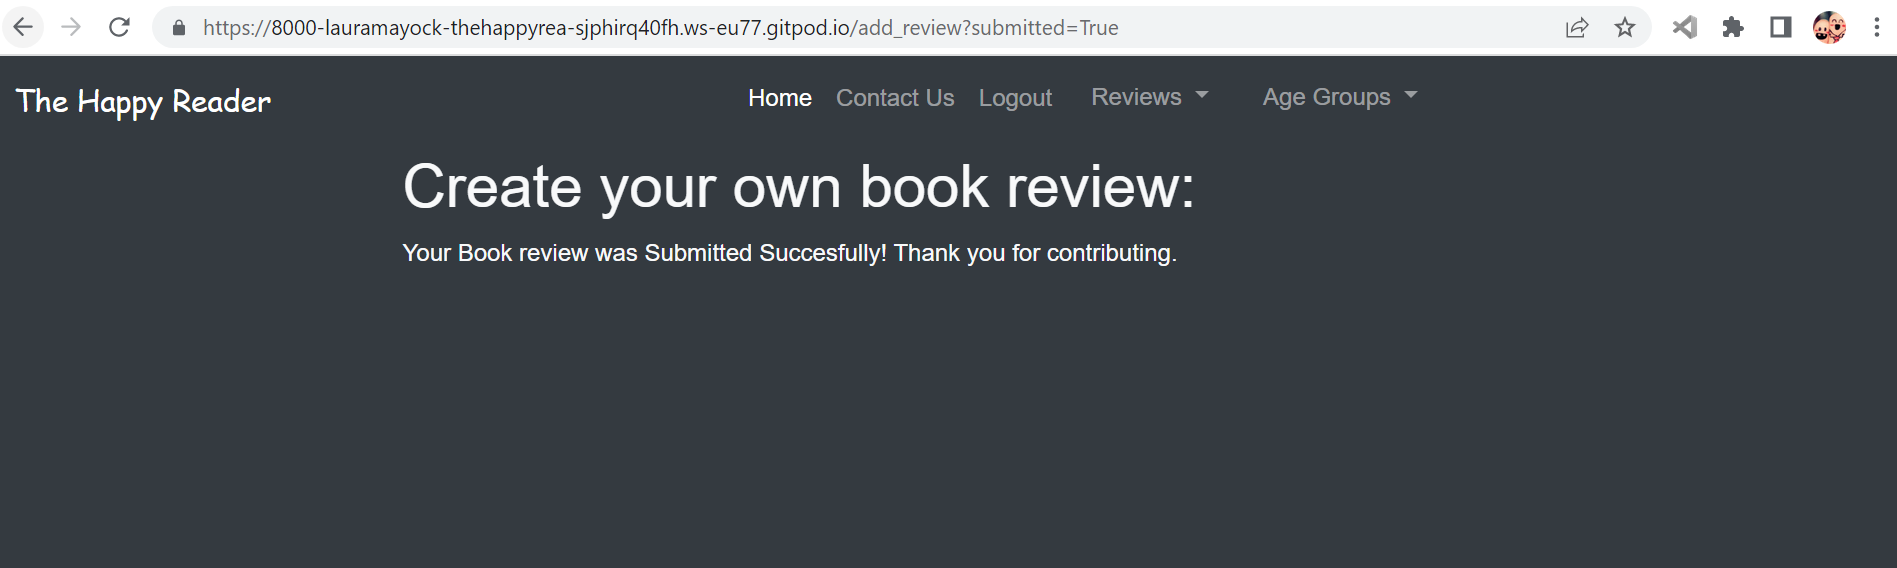 https://8000-lauramayock-thehappyrea-sjphirq40fh.ws-eu77.gitpod.io/add_review?submitted=True
The Happy Reader Home Contact Us Logout Reviews Age Groups
Create your own book review:
Your Book review was Submitted Succesfully! Thank you for contributing.